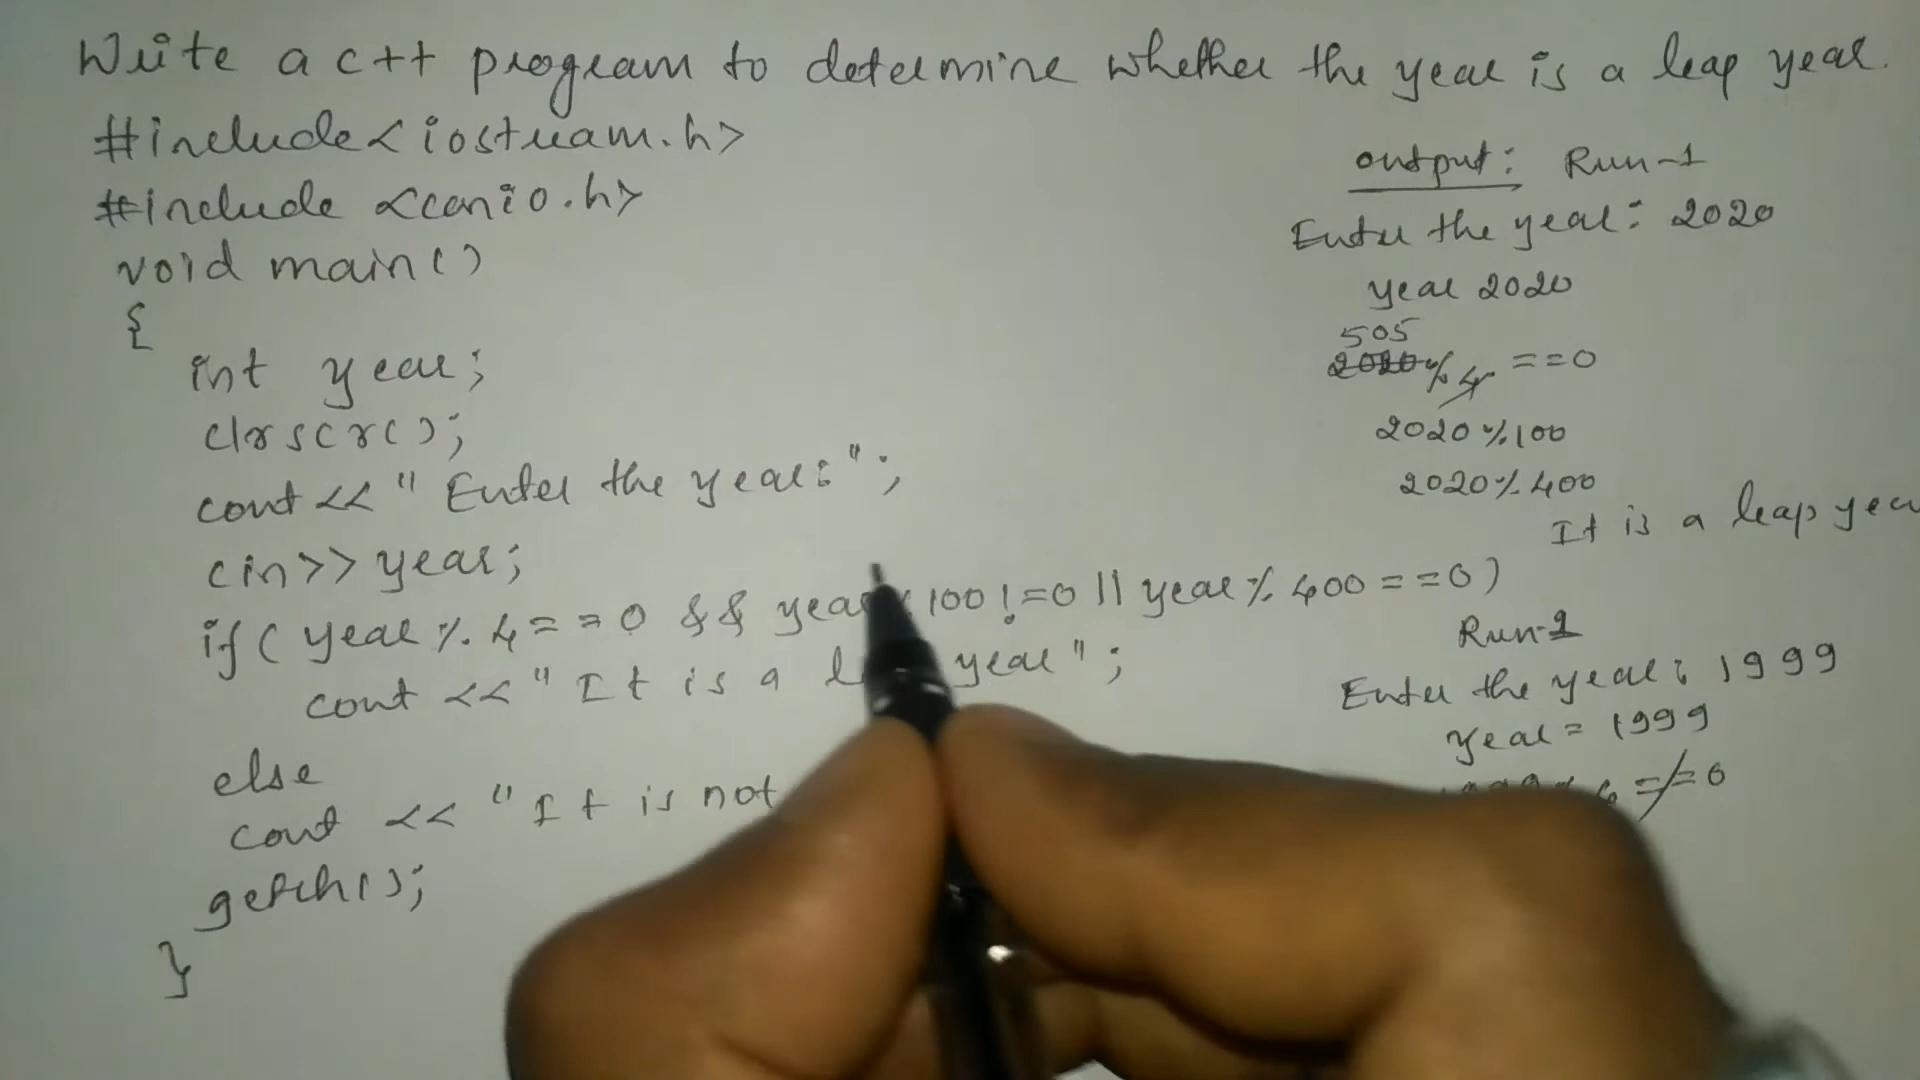 Write a c++ program to determine whether the year is a leap year.
#include<iostream.h>
#include <conio.h>
void main()
{
int year;
clrscr();
cout << "Enter the year:";
cin>>year;
if( year % 4 == 0 && year 100 != 0 || year % 400 == 0)
cout << "It is a year";
else
cout << "It is not
getch();
}
output: Run-1
Enter the year: 2020
year 2020
505
2020 % 4 ==0
2020 % 100
2020 % 400
It is a leap
Run-2
Enter the year: 1999
year = 1999
==0